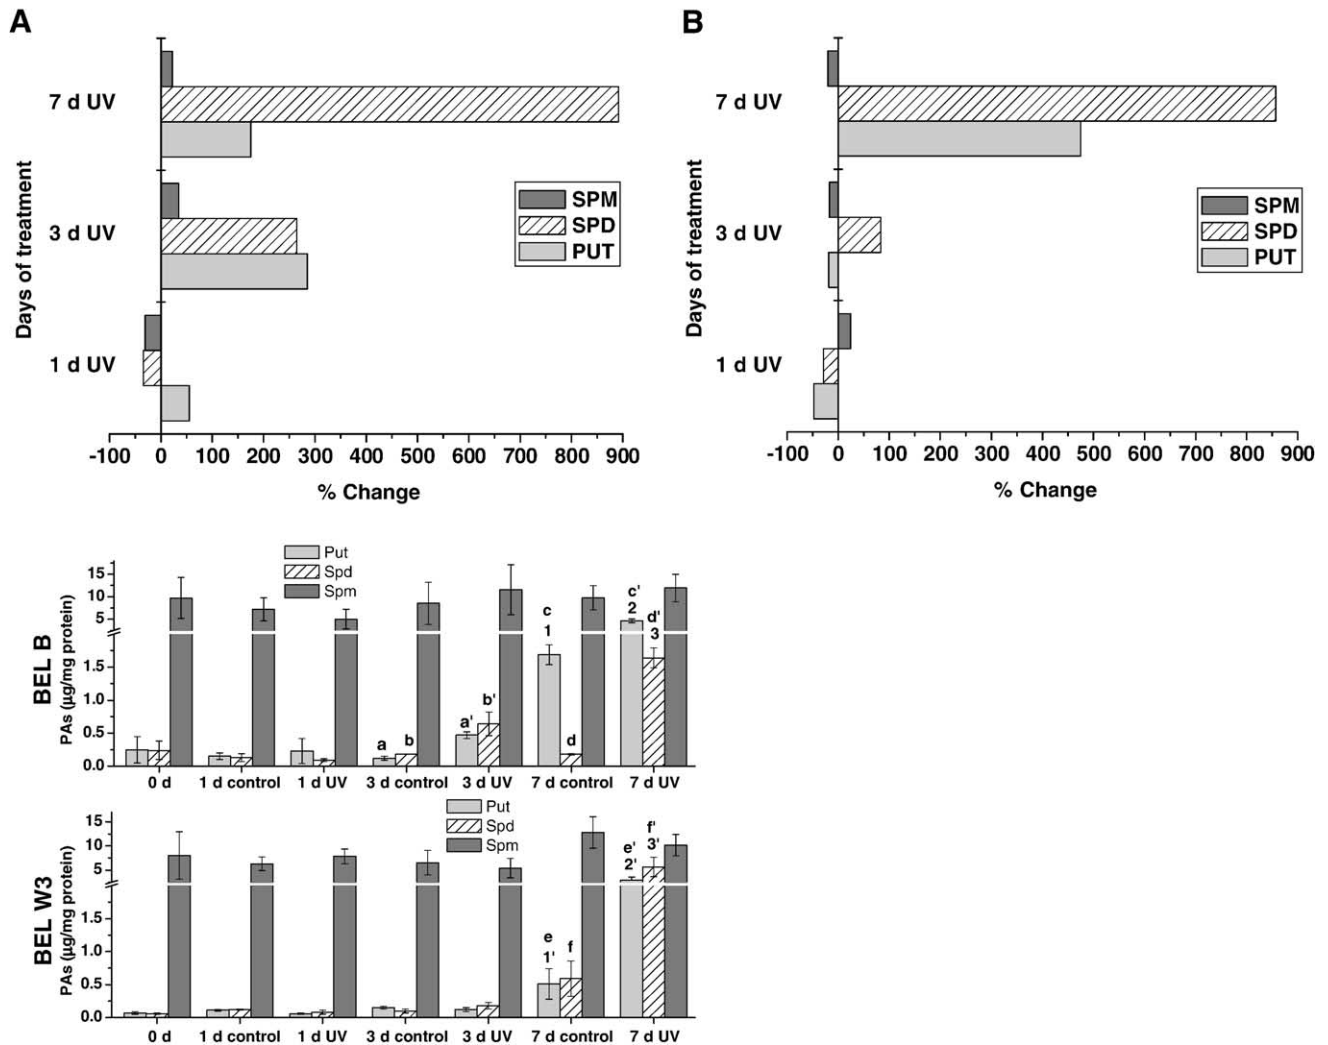 A
7 d UV
3 d UV
1 d UV
Days of treatment
SPM
SPD
PUT
-100 0 100 200 300 400 500 600 700 800 900
% Change
B
7 d UV
3 d UV
1 d UV
Days of treatment
SPM
SPD
PUT
-100 0 100 200 300 400 500 600 700 800 900
% Change
BEL B
PAs (µg/mg protein)
Put
Spd
Spm
15
10
5
1.5
1.0
0.5
0.0
a
b
a'
b'
c
1
d
c'
2
d'
3
0 d 1 d control 1 d UV 3 d control 3 d UV 7 d control 7 d UV
BEL W3
PAs (µg/mg protein)
Put
Spd
Spm
15
10
5
1.5
1.0
0.5
0.0
e
1'
f
e'
2'
f'
3'
0 d 1 d control 1 d UV 3 d control 3 d UV 7 d control 7 d UV